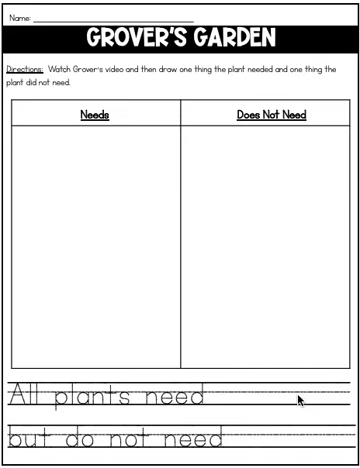 Name:
GROVER'S GARDEN
Directions: Watch Grover's video and then draw one thing the plant needed and one thing the
plant did not need.
Needs
Does Not Need
All plants need
but do not need